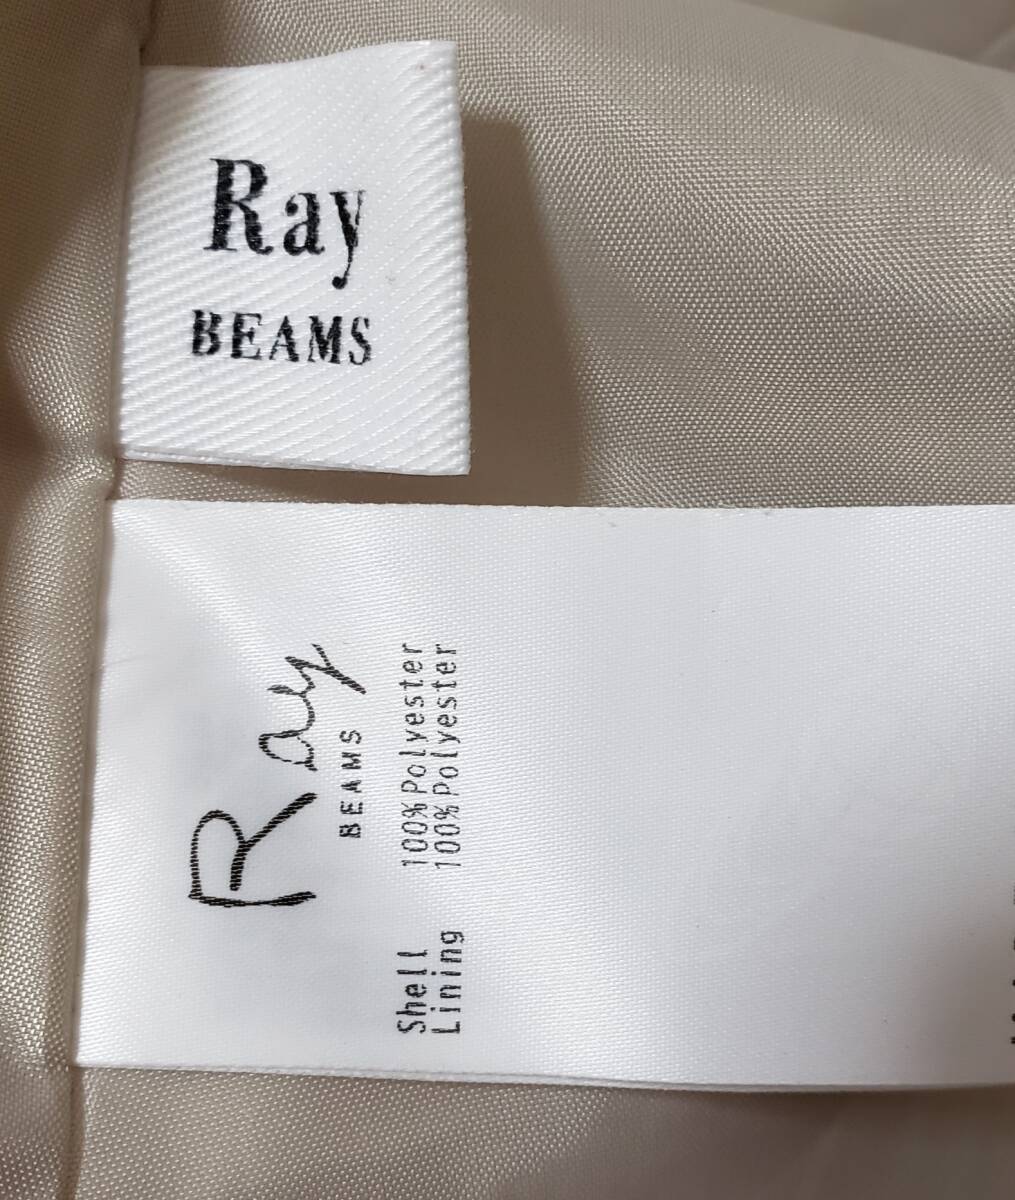 Ray
BEAMS
Ray
BEAMS
Shell 100%Polyester
Lining 100%Polyester